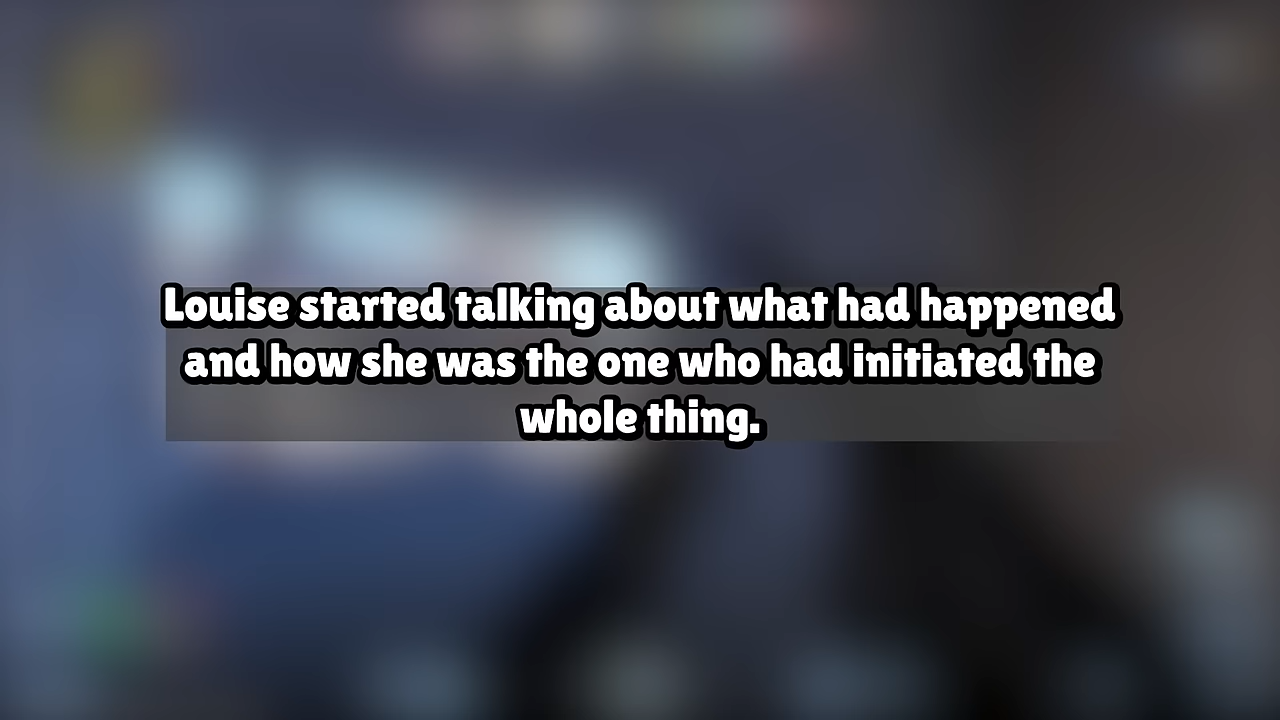 Louise started talking about what had happened
and how she was the one who had initiated the
whole thing.